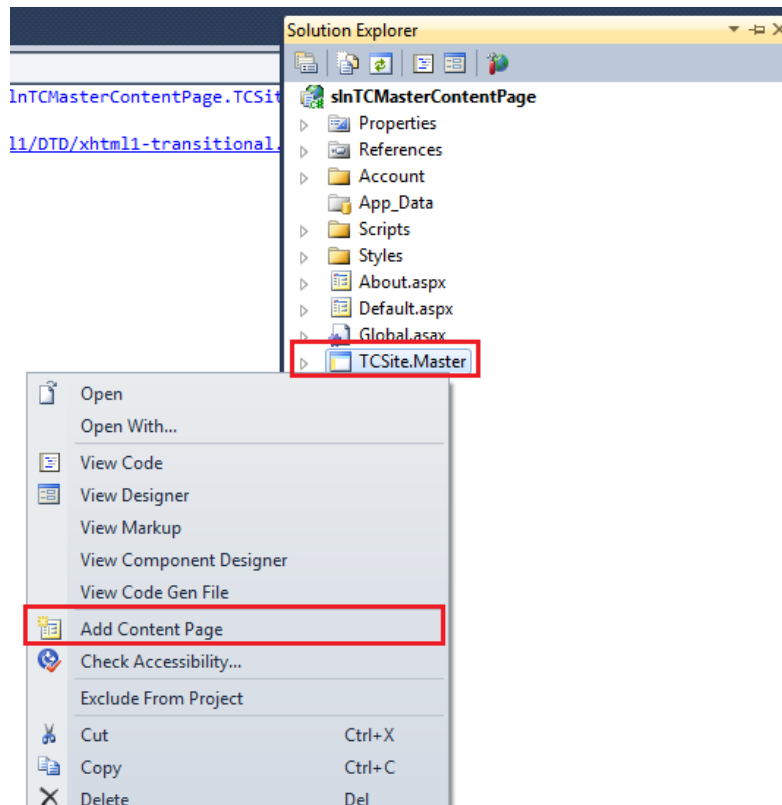 Solution Explorer
lnTCMasterContentPage.TCSit
slnTCMasterContentPage
Properties
l1/DTD/xhtml1-transitional.
References
Account
App_Data
Scripts
Styles
About.aspx
Default.aspx
Global.asax
TCSite.Master
Open
Open With...
View Code
View Designer
View Markup
View Component Designer
View Code Gen File
Add Content Page
Check Accessibility...
Exclude From Project
Cut Ctrl+X
Copy Ctrl+C
Delete Del